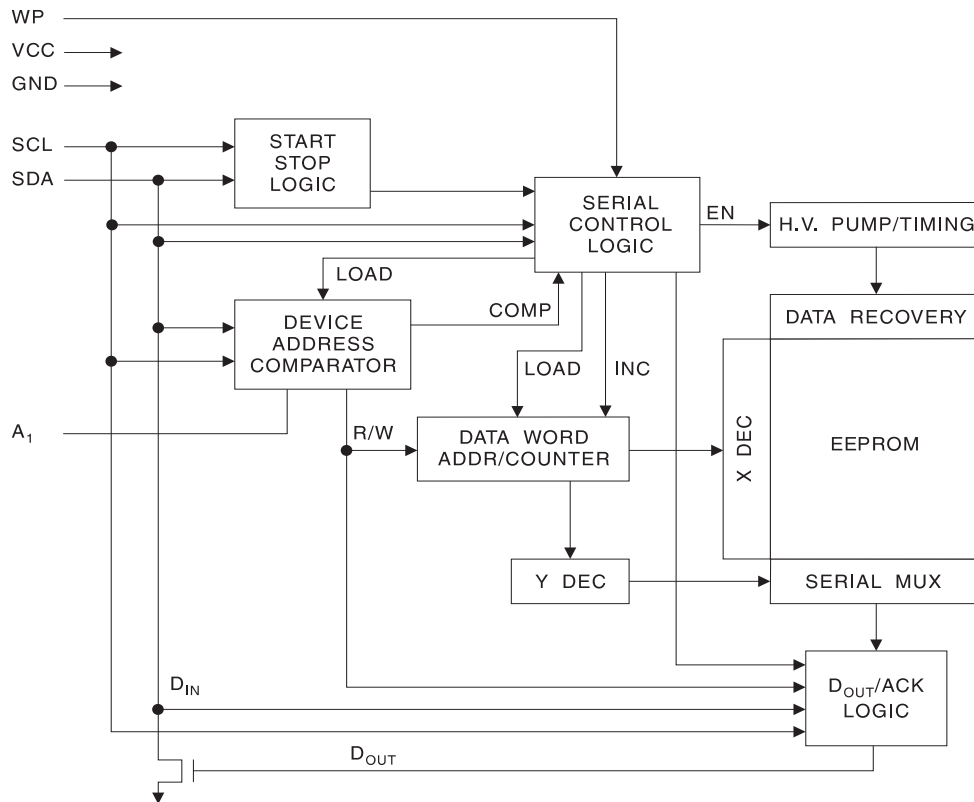 WP
VCC
GND
SCL
SDA
START
STOP
LOGIC
SERIAL
CONTROL
LOGIC
EN
H.V. PUMP/TIMING
LOAD
COMP
DEVICE
ADDRESS
COMPARATOR
DATA RECOVERY
LOAD
INC
A1
R/W
DATA WORD
ADDR/COUNTER
X DEC
EEPROM
Y DEC
SERIAL MUX
DIN
DOUT/ACK
LOGIC
DOUT